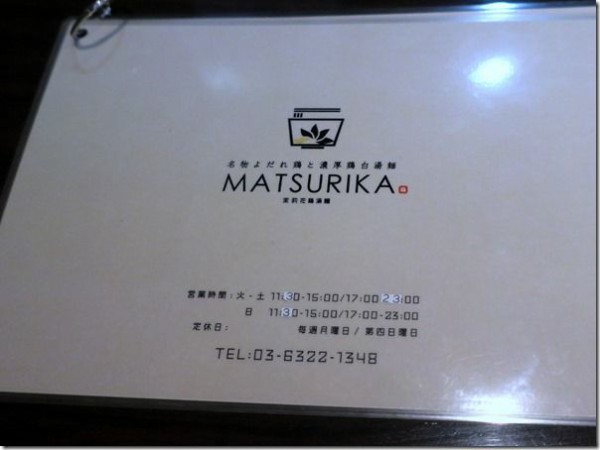 名物よだれ鶏と濃厚鶏白湯麺
MATSURIKA
茉莉花鶏湯麺
営業時間:火-土 11:30-15:00/17:00-23:00
日 11:30-15:00/17:00-23:00
定休日: 毎週月曜日/第四日曜日
TEL:03-6322-1348